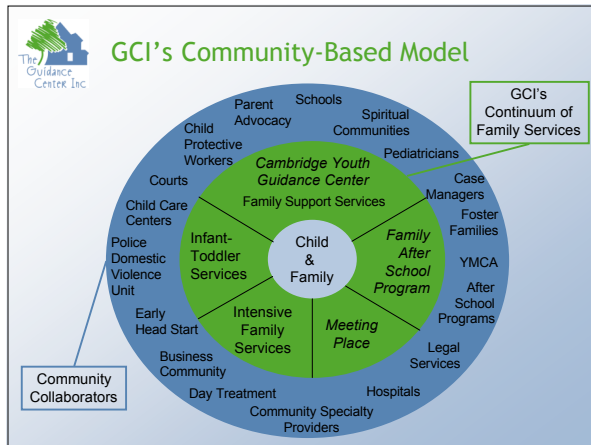 The
Guidance
Center Inc
GCI's Community-Based Model
GCI's
Continuum of
Family Services
Schools
Parent
Advocacy
Spiritual
Communities
Child
Protective
Workers
Pediatricians
Cambridge Youth
Guidance Center
Family Support Services
Courts
Case
Managers
Child Care
Centers
Foster
Families
Police
Domestic
Violence
Unit
Infant-
Toddler
Services
Child
&
Family
Family
After
School
Program
YMCA
After
School
Programs
Early
Head Start
Intensive
Family
Services
Meeting
Place
Legal
Services
Business
Community
Community
Collaborators
Day Treatment
Hospitals
Community Specialty
Providers